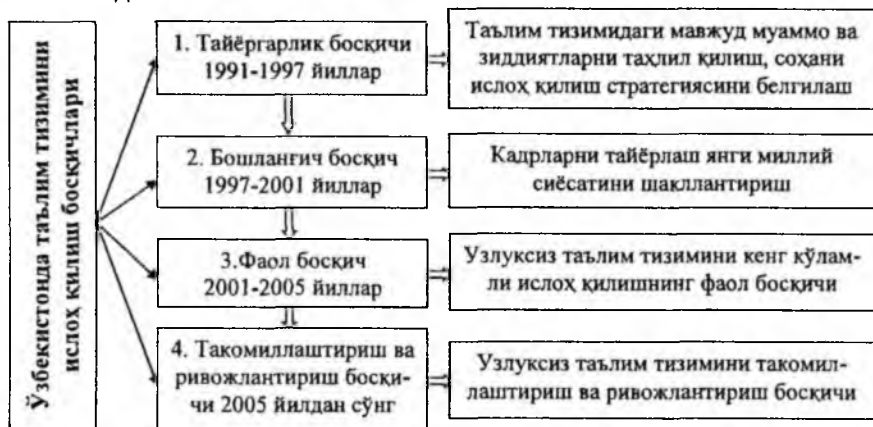 Ўзбекистонда таълим тизимини
ислоҳ қилиш босқичлари
1. Тайёргарлик босқичи
1991-1997 йиллар
Таълим тизимидаги мавжуд муаммо ва
зиддиятларни таҳлил қилиш, соҳани
ислоҳ қилиш стратегиясини белгилаш
2. Бошланғич босқич
1997-2001 йиллар
Кадрларни тайёрлаш янги миллий
сиёсатини шакллантириш
3.Фаол босқич
2001-2005 йиллар
Узлуксиз таълим тизимини кенг кўлам-
ли ислоҳ қилишнинг фаол босқичи
4. Такомиллаштириш ва
ривожлантириш босқи-
чи 2005 йилдан сўнг
Узлуксиз таълим тизимини такомил-
лаштириш ва ривожлантириш босқичи